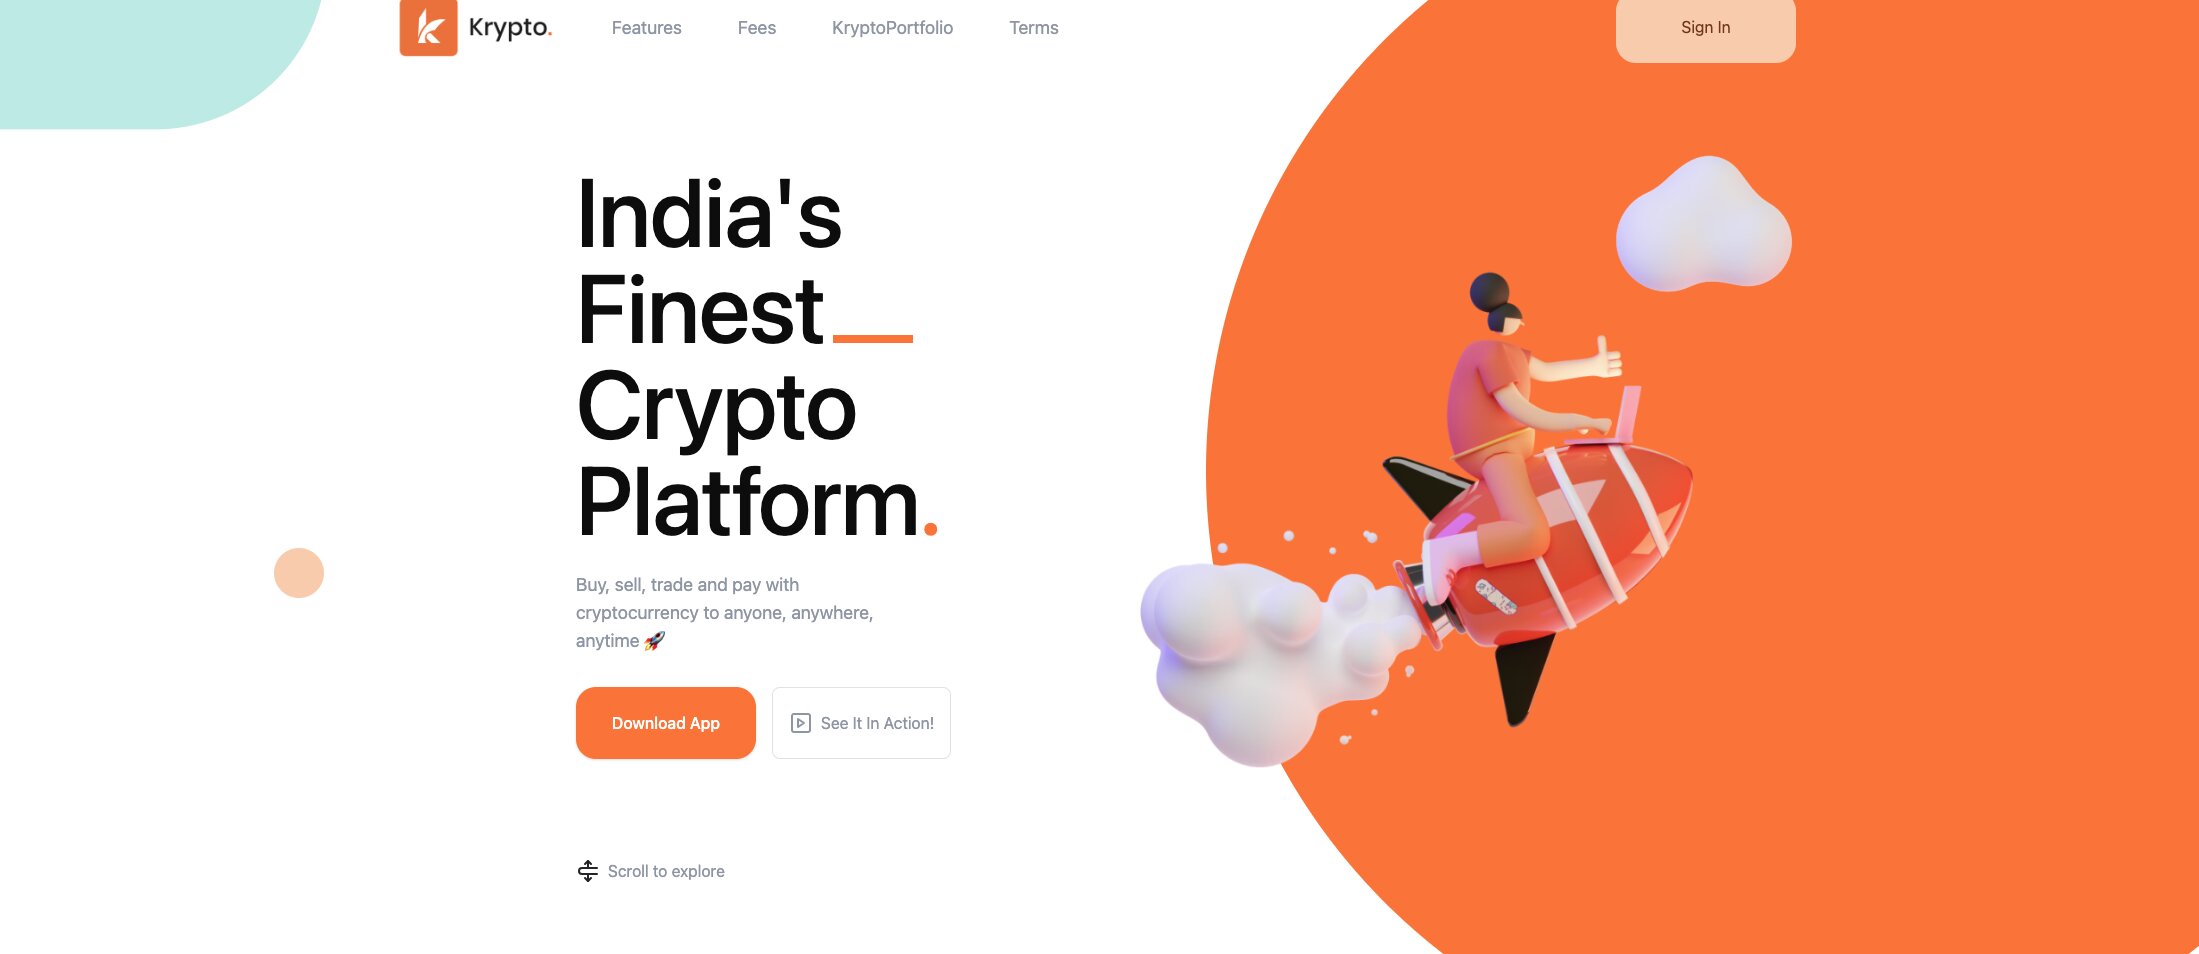 Krypto.
Features
Fees
KryptoPortfolio
Terms
Sign In
India's
Finest
Crypto
Platform.
Buy, sell, trade and pay with
cryptocurrency to anyone, anywhere,
anytime 🚀
Download App
See It In Action!
Scroll to explore